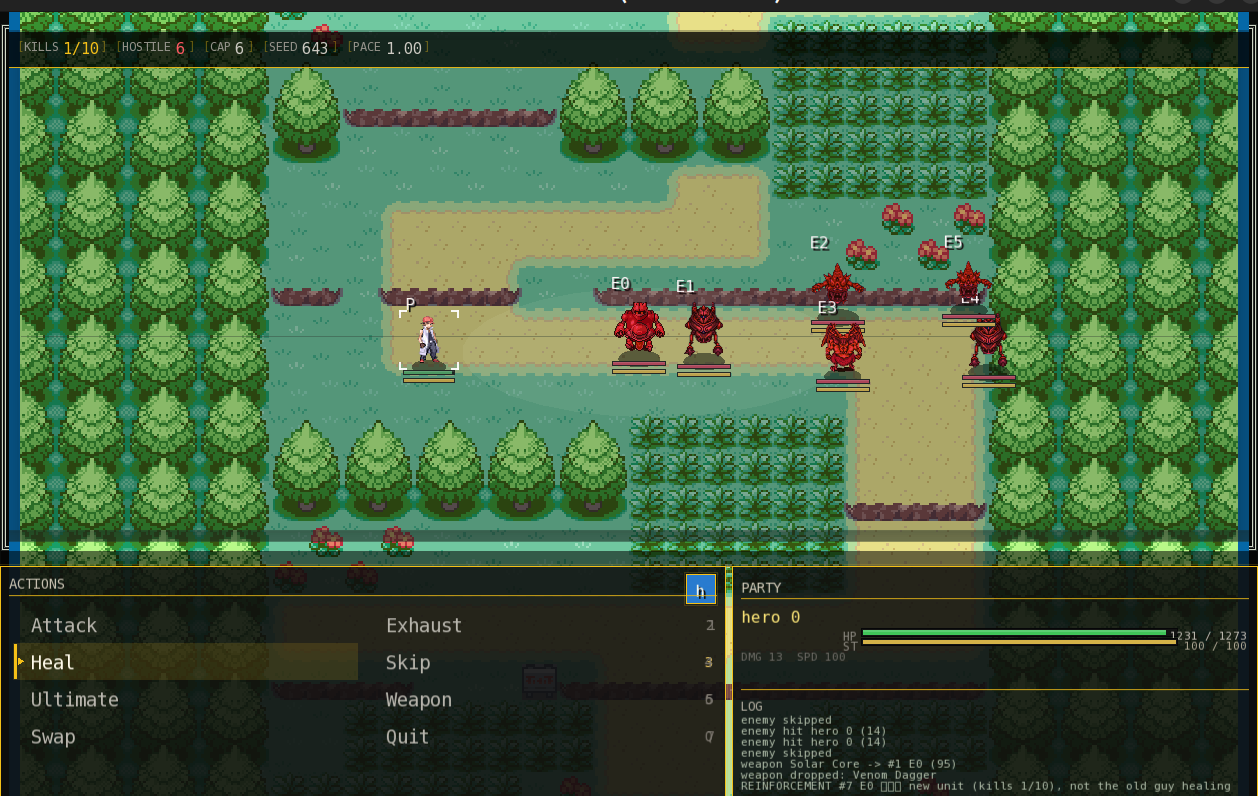 [KILLS 1/10] [HOSTILE 6] [CAP 6] [SEED 643] [PACE 1.00]
E2
E5
E0
E1
P
E3
E4
ACTIONS
h
Attack
Exhaust
Heal
Skip
3
Ultimate
Weapon
Swap
Quit
PARTY
hero 0
HP 1231 / 1273
ST 100 / 100
DMG 13 SPD 100
LOG
enemy skipped
enemy hit hero 0 (14)
enemy hit hero 0 (14)
enemy skipped
weapon Solar Core -> #1 E0 (95)
weapon dropped: Venom Dagger
REINFORCEMENT #7 E0 □□□ new unit (kills 1/10), not the old guy healing